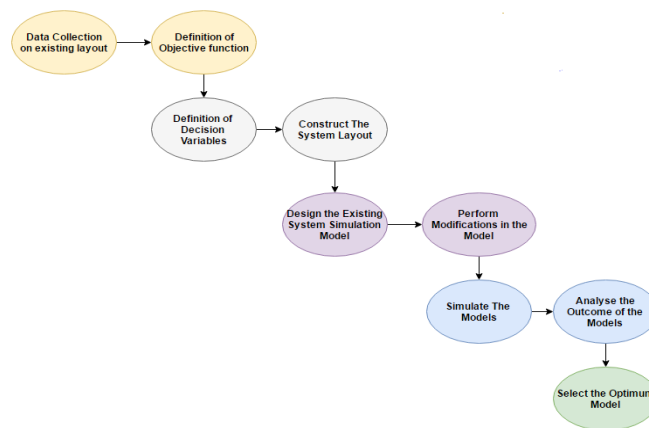 Data Collection
on existing layout
Definition of
Objective function
Definition of
Decision
Variables
Construct The
System Layout
Design the Existing
System Simulation
Model
Perform
Modifications in the
Model
Simulate The
Models
Analyse the
Outcome of the
Models
Select the Optimum
Model